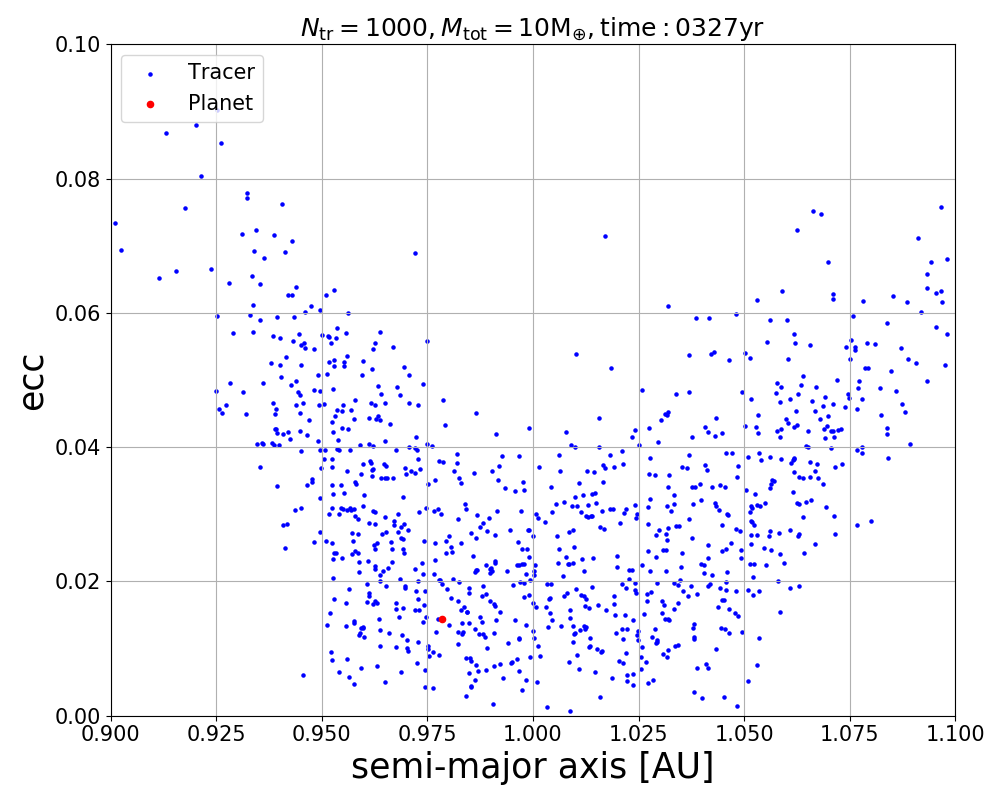 N_tr = 1000, M_tot = 10M_⊕, time : 0327yr
0.10
Tracer
Planet
0.08
0.06
ecc
0.04
0.02
0.00
0.900 0.925 0.950 0.975 1.000 1.025 1.050 1.075 1.100
semi-major axis [AU]